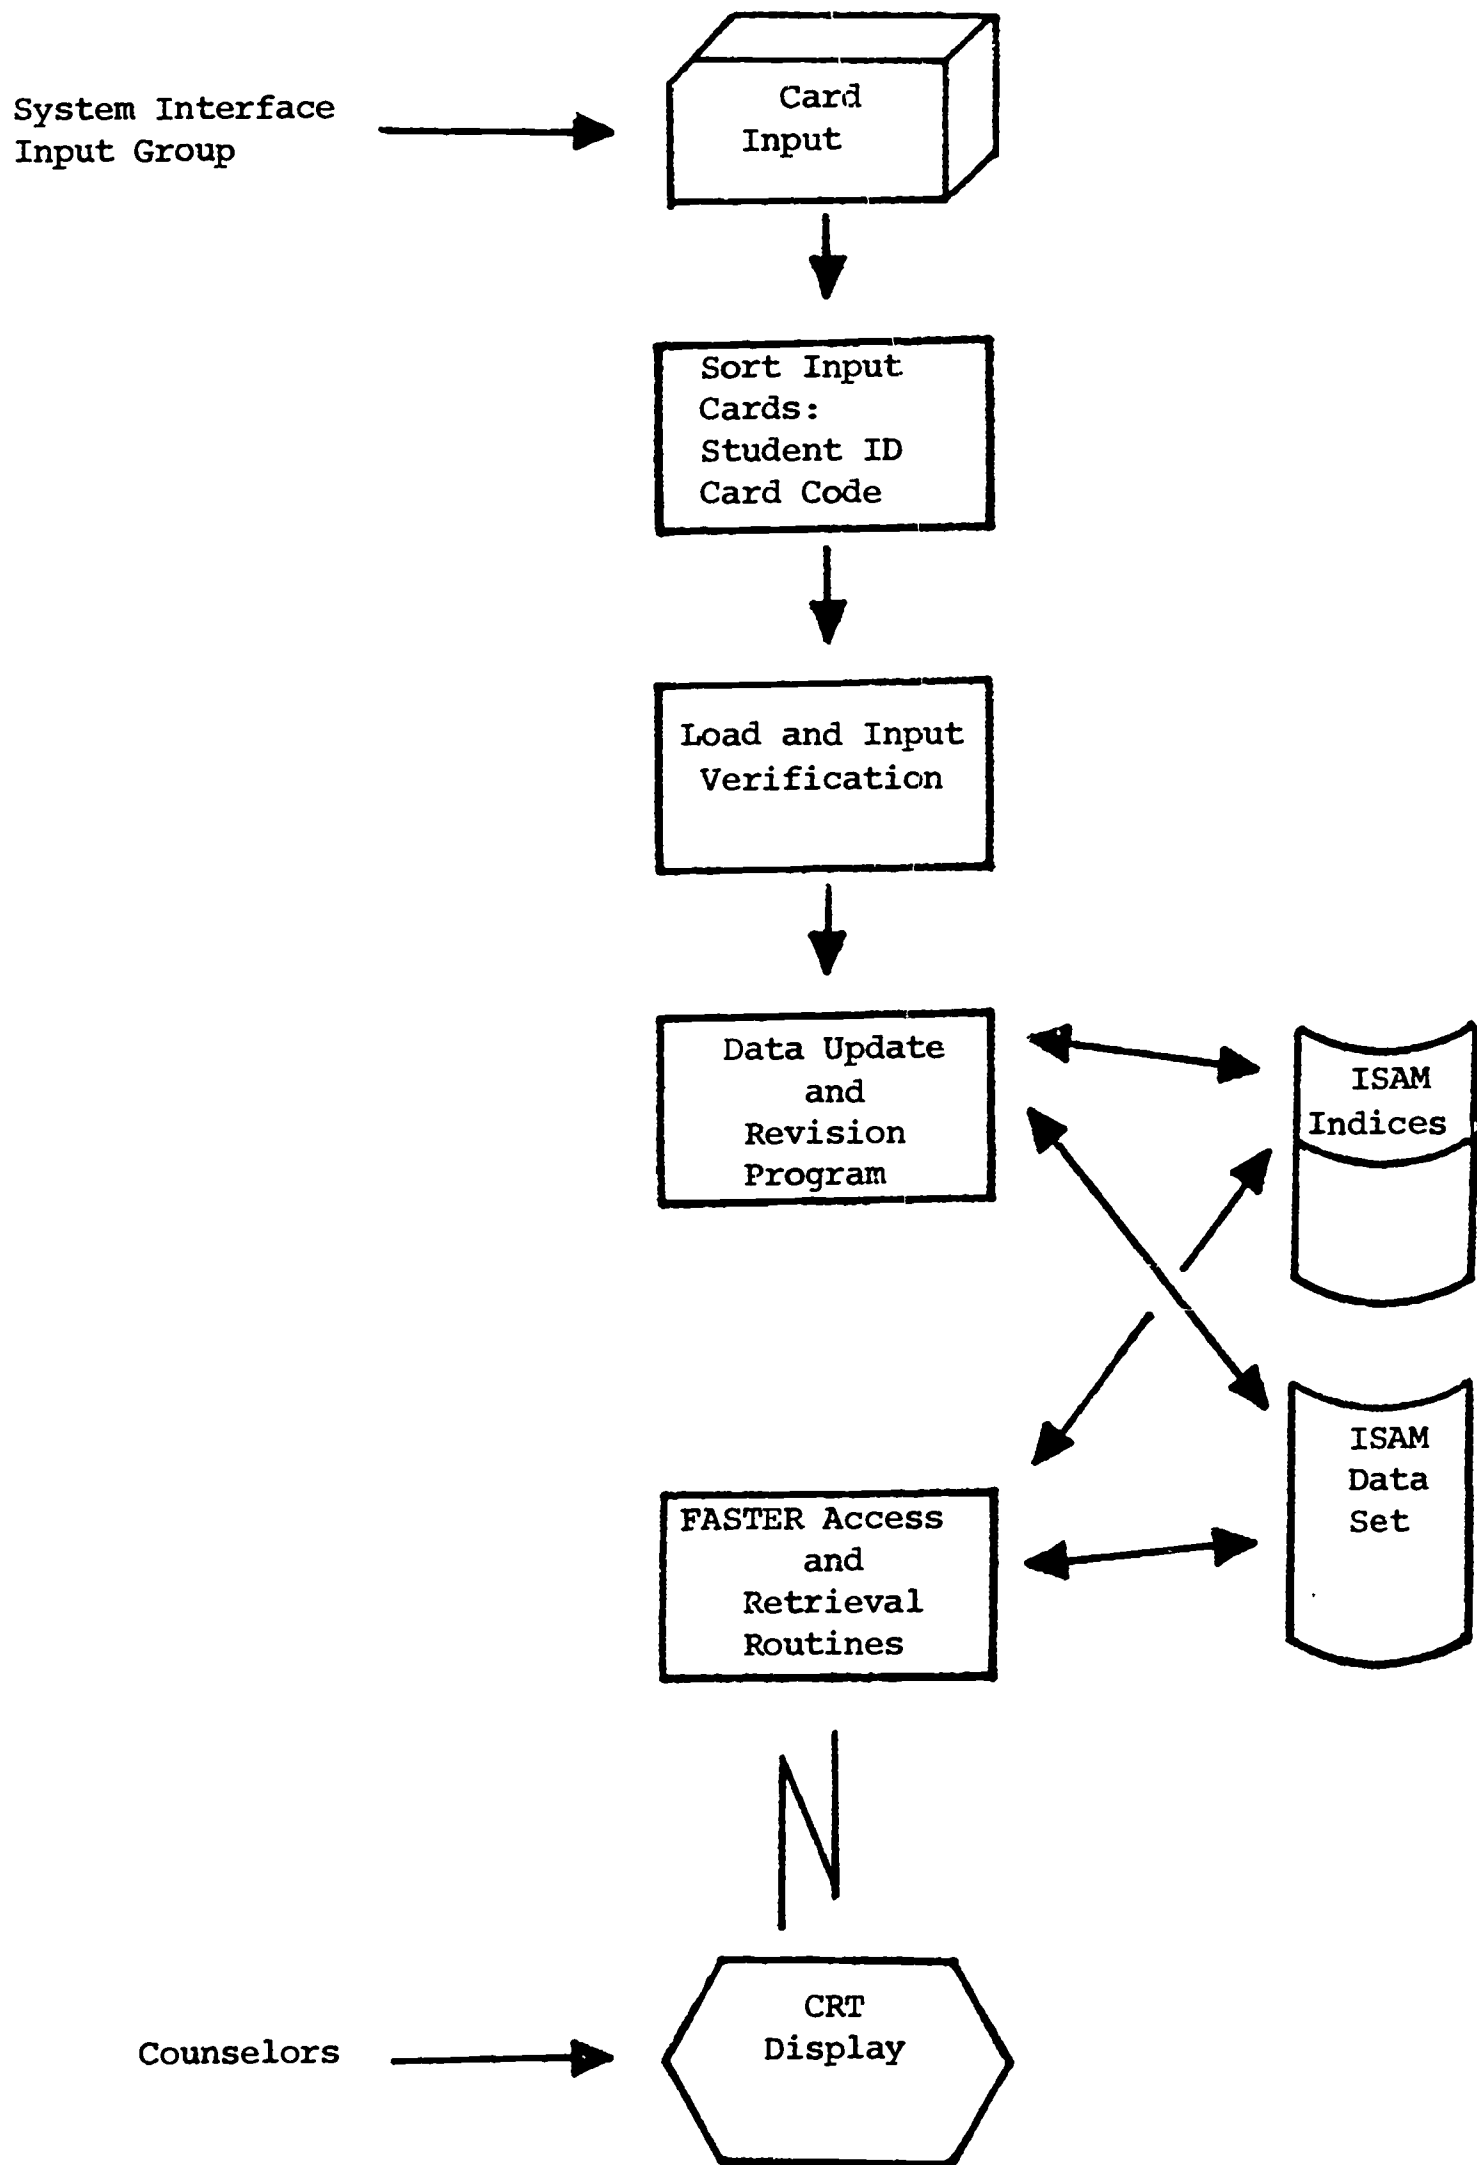 System Interface
Input Group
Card
Input
Sort Input
Cards:
Student ID
Card Code
Load and Input
Verification
Data Update
and
Revision
Program
ISAM
Indices
ISAM
Data
Set
FASTER Access
and
Retrieval
Routines
Counselors
CRT
Display